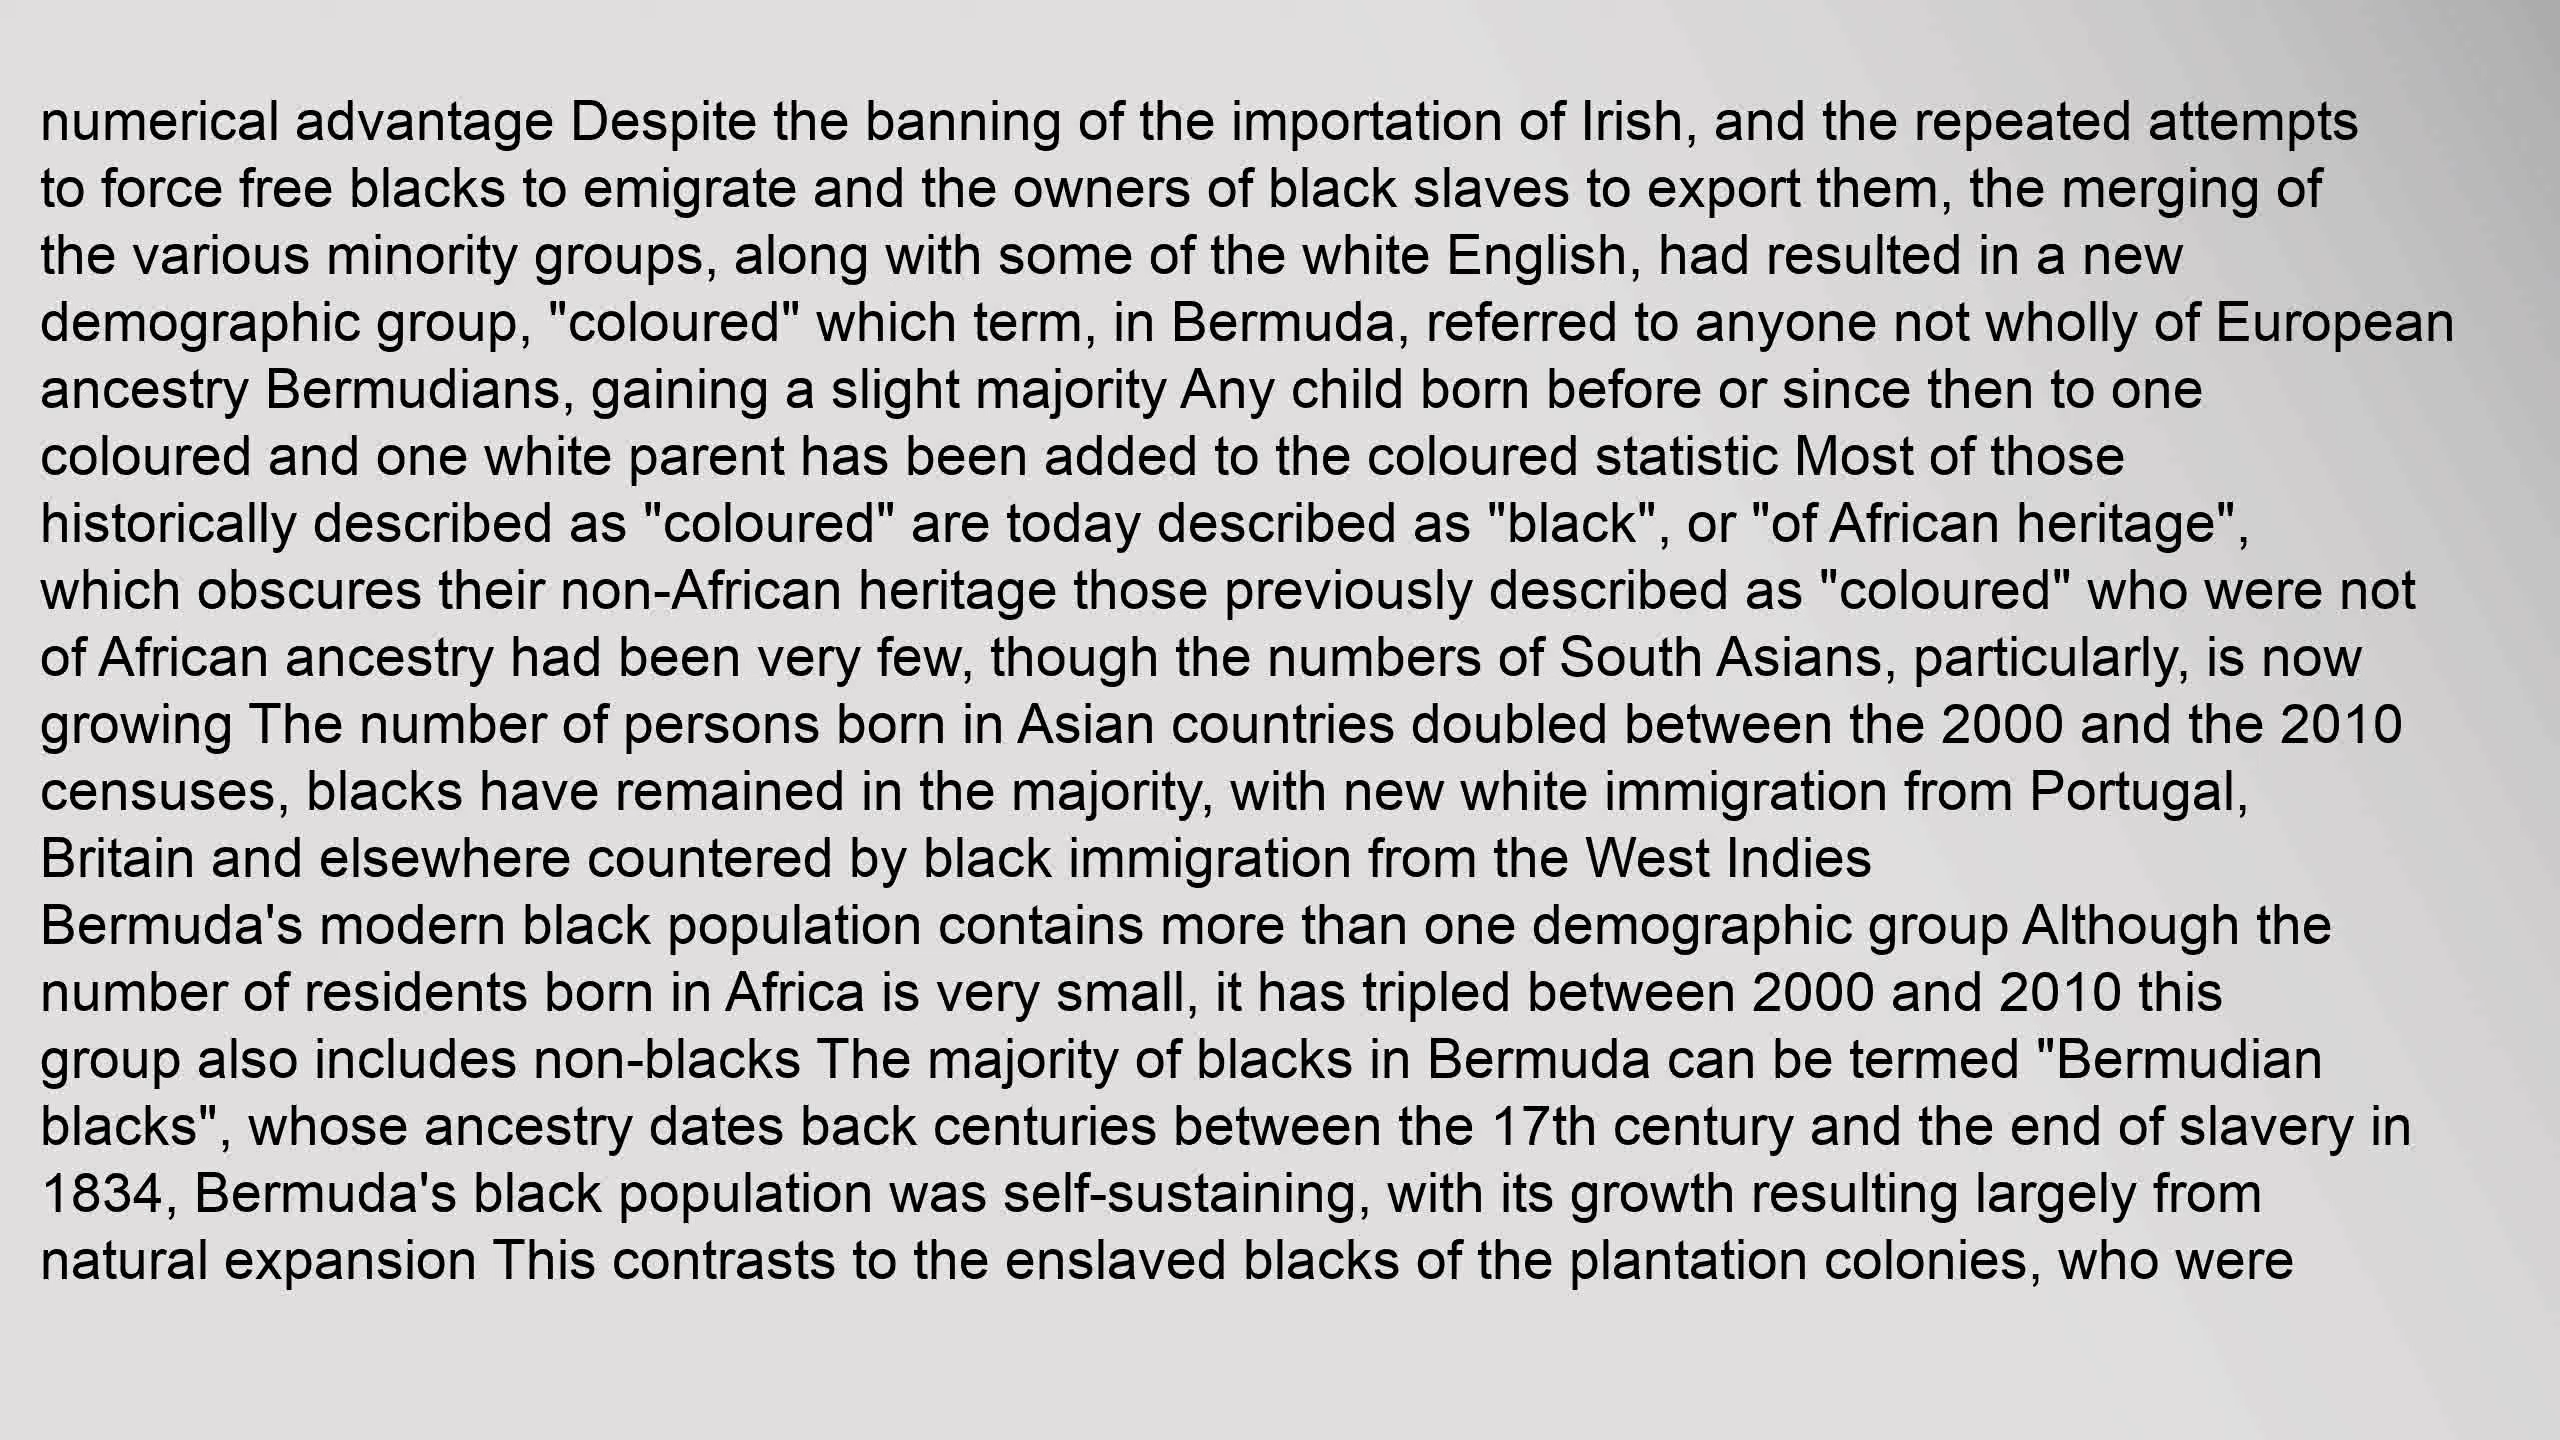 numerical advantage Despite the banning of the importation of Irish, and the repeated attempts
to force free blacks to emigrate and the owners of black slaves to export them, the merging of
the various minority groups, along with some of the white English, had resulted in a new
demographic group, "coloured" which term, in Bermuda, referred to anyone not wholly of European
ancestry Bermudians, gaining a slight majority Any child born before or since then to one
coloured and one white parent has been added to the coloured statistic Most of those
historically described as "coloured" are today described as "black", or "of African heritage",
which obscures their non-African heritage those previously described as "coloured" who were not
of African ancestry had been very few, though the numbers of South Asians, particularly, is now
growing The number of persons born in Asian countries doubled between the 2000 and the 2010
censuses, blacks have remained in the majority, with new white immigration from Portugal,
Britain and elsewhere countered by black immigration from the West Indies
Bermuda's modern black population contains more than one demographic group Although the
number of residents born in Africa is very small, it has tripled between 2000 and 2010 this
group also includes non-blacks The majority of blacks in Bermuda can be termed "Bermudian
blacks", whose ancestry dates back centuries between the 17th century and the end of slavery in
1834, Bermuda's black population was self-sustaining, with its growth resulting largely from
natural expansion This contrasts to the enslaved blacks of the plantation colonies, who were